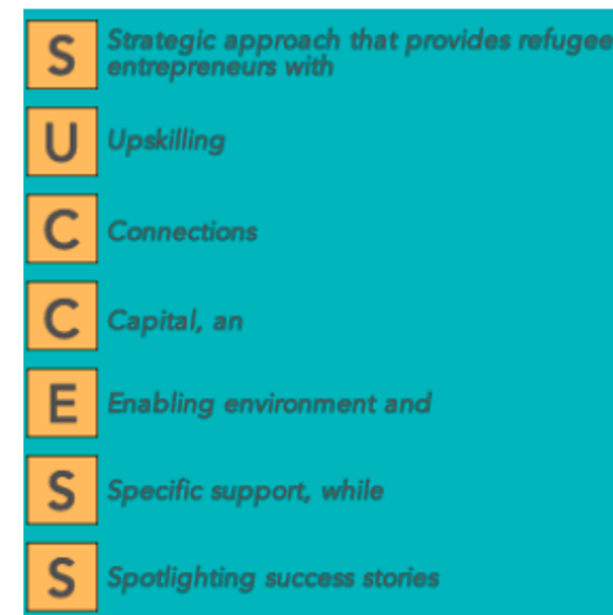 S
Strategic approach that provides refugee
entrepreneurs with
U
Upskilling
C
Connections
C
Capital, an
E
Enabling environment and
S
Specific support, while
S
Spotlighting success stories